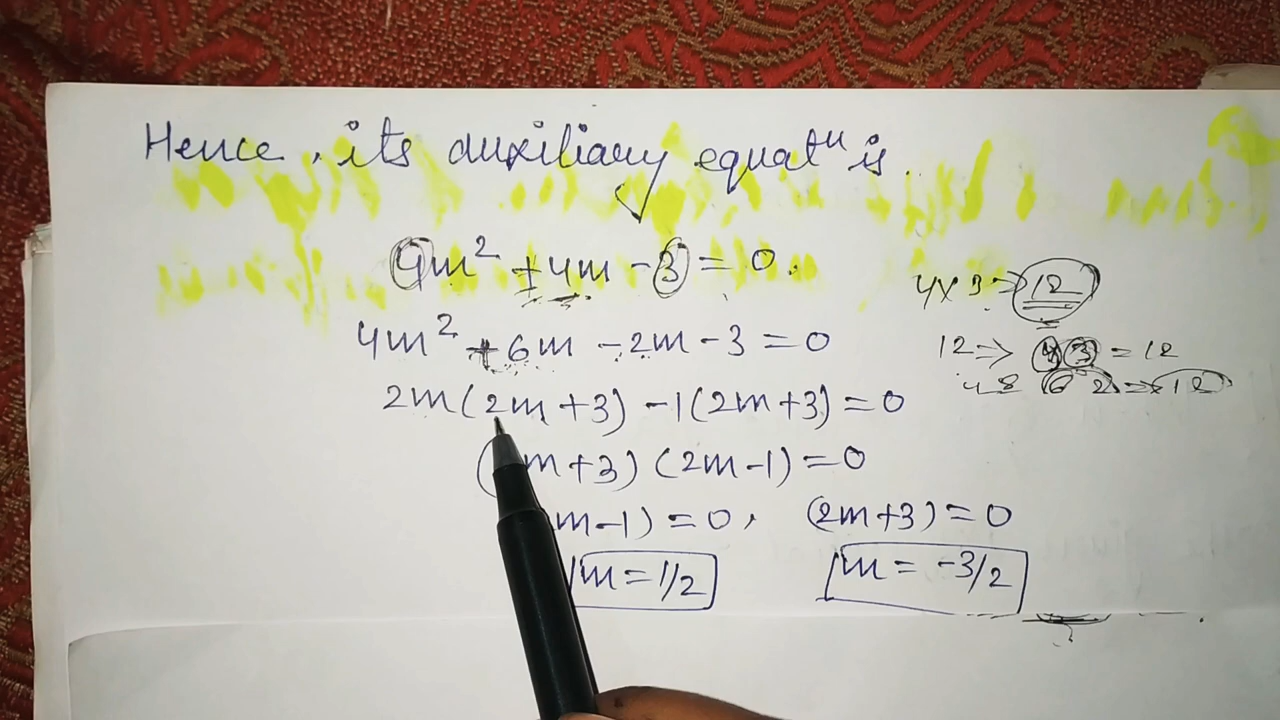 Hence, its auxiliary equatⁿ is.
4m² + 4m - 3 = 0.
4m² + 6m - 2m - 3 = 0
2m(2m + 3) - 1(2m + 3) = 0
m + 3) (2m - 1) = 0
m - 1) = 0, (2m + 3) = 0
m = 1/2 m = -3/2
4 x 3 => 12
12 => 4 3 = 12
6 2 = 12